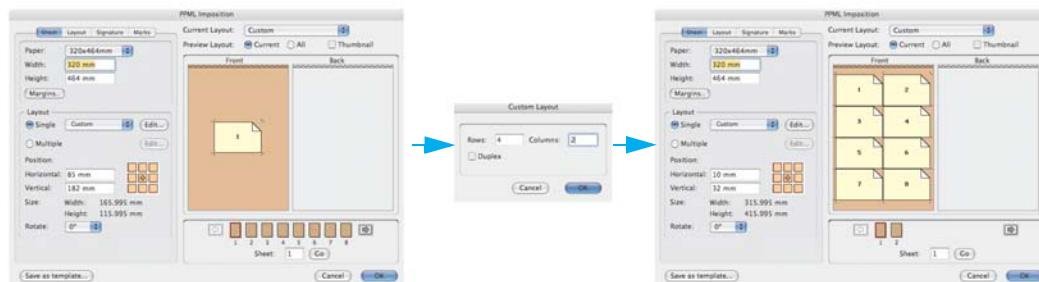 PPML Imposition
Sheet Layout Signature Marks
Current Layout: Custom
Preview Layout: Current All Thumbnail
Paper: 320x464mm
Width: 320 mm
Height: 464 mm
Margins...
Layout
Single Custom Edit...
Multiple Edit...
Position:
Horizontal: 85 mm
Vertical: 182 mm
Size: Width: 165.995 mm
Height: 115.995 mm
Rotate: 0°
Front Back
1
1 2 3 4 5 6 7 8
Sheet: 1 Go
Save as template... Cancel OK
Custom Layout
Rows: 4 Columns: 2
Duplex
Cancel OK
PPML Imposition
Sheet Layout Signature Marks
Current Layout: Custom
Preview Layout: Current All Thumbnail
Paper: 320x464mm
Width: 320 mm
Height: 464 mm
Margins...
Layout
Single Custom Edit...
Multiple Edit...
Position:
Horizontal: 10 mm
Vertical: 32 mm
Size: Width: 315.995 mm
Height: 415.995 mm
Rotate: 0°
Front Back
1 2
3 4
5 6
7 8
1 2
Sheet: 1 Go
Save as template... Cancel OK